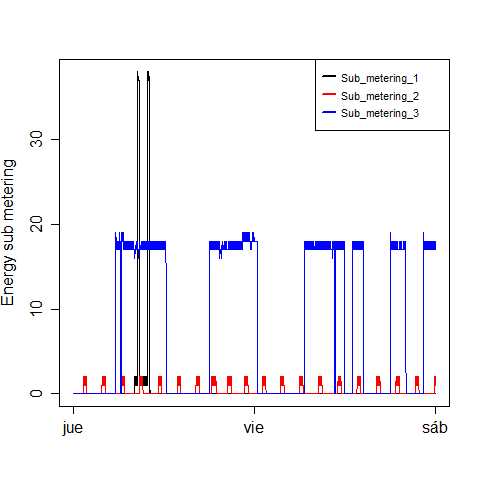 Sub_metering_1
Sub_metering_2
Sub_metering_3
Energy sub metering
30
20
10
0
jue vie sáb